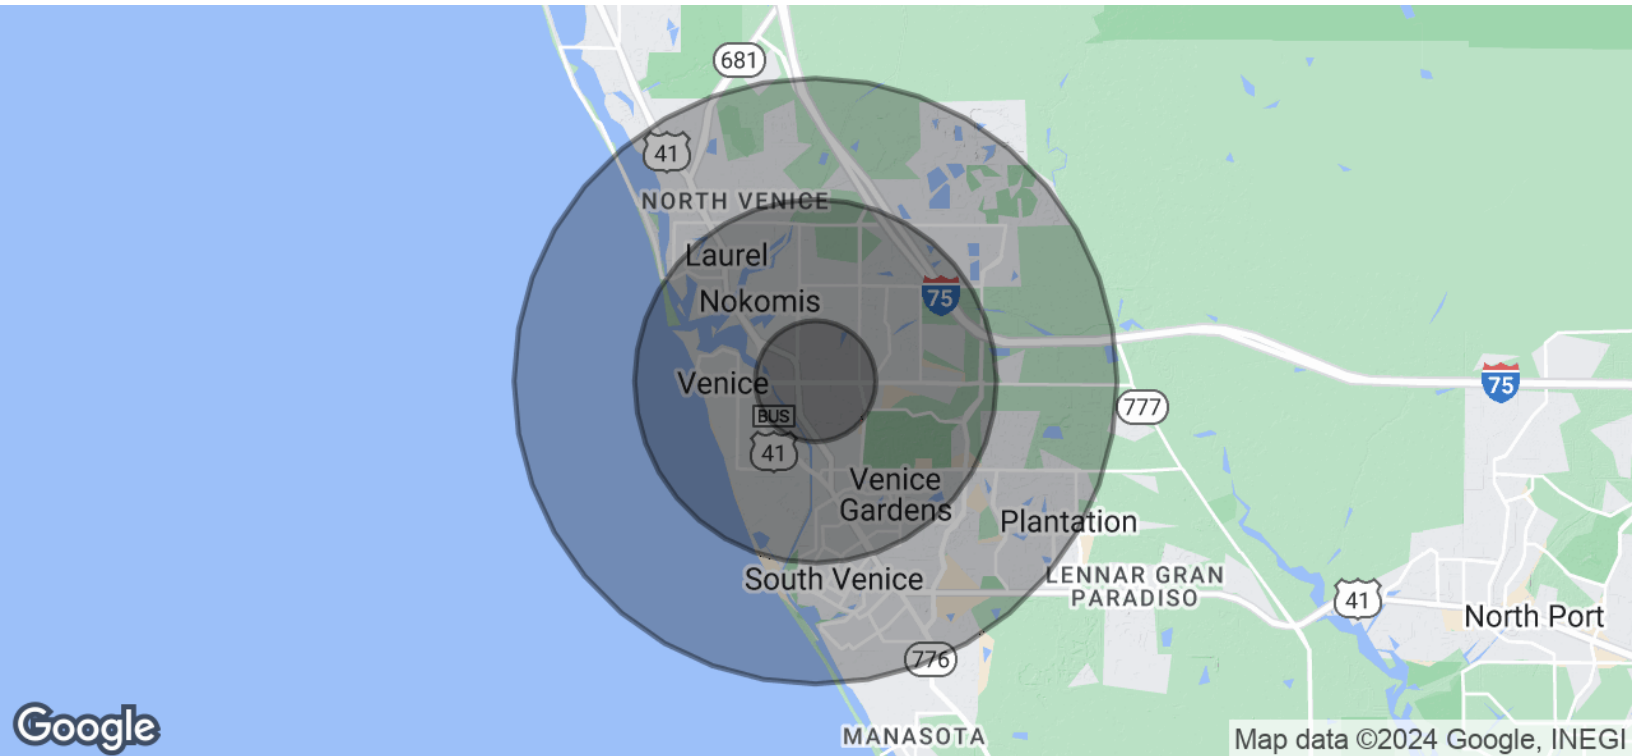 681
41
NORTH VENICE
Laurel
Nokomis
75
Venice
75
777
BUS
41
Venice
Gardens
Plantation
South Venice
LENNAR GRAN
PARADISO
41
North Port
776
Google
MANASOTA
Map data ©2024 Google, INEGI